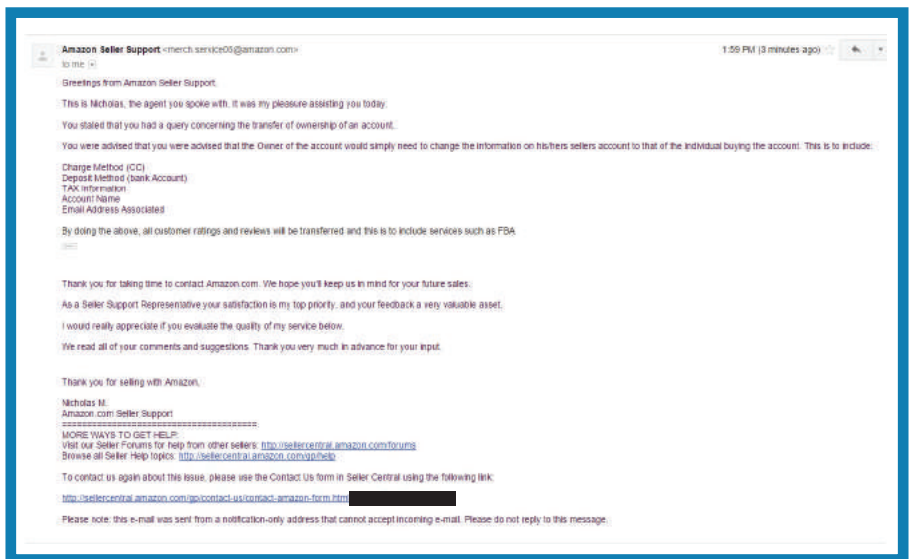 Amazon Seller Support <merch.service03@amazon.com> 1:59 PM (3 minutes ago)
to me
Greetings from Amazon Seller Support,
This is Nicholas, the agent you spoke with. It was my pleasure assisting you today.
You stated that you had a query concerning the transfer of ownership of an account.
You were advised that you were advised that the Owner of the account would simply need to change the information on his/hers sellers account to that of the individual buying the account. This is to include:
Charge Method (CC)
Deposit Method (bank Account)
TAX Information
Account Name
Email Address Associated
By doing the above, all customer ratings and reviews will be transferred and this is to include services such as FBA
Thank you for taking time to contact Amazon.com. We hope you'll keep us in mind for your future sales.
As a Seller Support Representative your satisfaction is my top priority, and your feedback a very valuable asset.
I would really appreciate if you evaluate the quality of my service below.
We read all of your comments and suggestions. Thank you very much in advance for your input.
Thank you for selling with Amazon,
Nicholas M.
Amazon.com Seller Support
=======================================
MORE WAYS TO GET HELP:
Visit our Seller Forums for help from other sellers: http://sellercentral.amazon.com/forums
Browse all Seller Help topics: http://sellercentral.amazon.com/gp/help
To contact us again about this issue, please use the Contact Us form in Seller Central using the following link:
http://sellercentral.amazon.com/gp/contact-us/contact-amazon-form.html
Please note: this e-mail was sent from a notification-only address that cannot accept incoming e-mail. Please do not reply to this message.